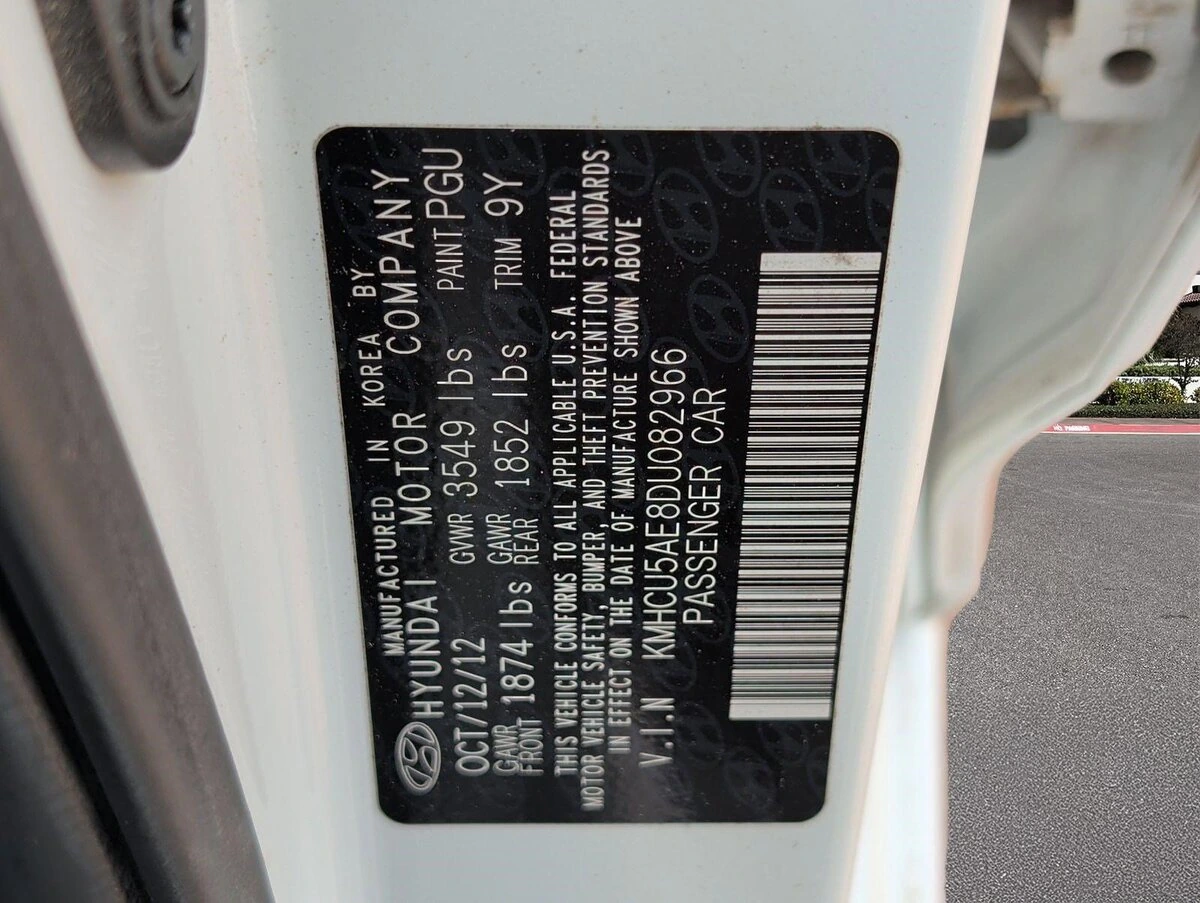 MANUFACTURED IN KOREA BY
HYUNDAI MOTOR COMPANY
OCT/12/12 GVWR 3549 lbs PAINT PGU
GAWR FRONT 1874 lbs GAWR REAR 1852 lbs TRIM 9Y
THIS VEHICLE CONFORMS TO ALL APPLICABLE U.S.A. FEDERAL
MOTOR VEHICLE SAFETY, BUMPER, AND THEFT PREVENTION STANDARDS
IN EFFECT ON THE DATE OF MANUFACTURE SHOWN ABOVE
V.I.N KMHCU5AE8DU082966
PASSENGER CAR
NO PARKING